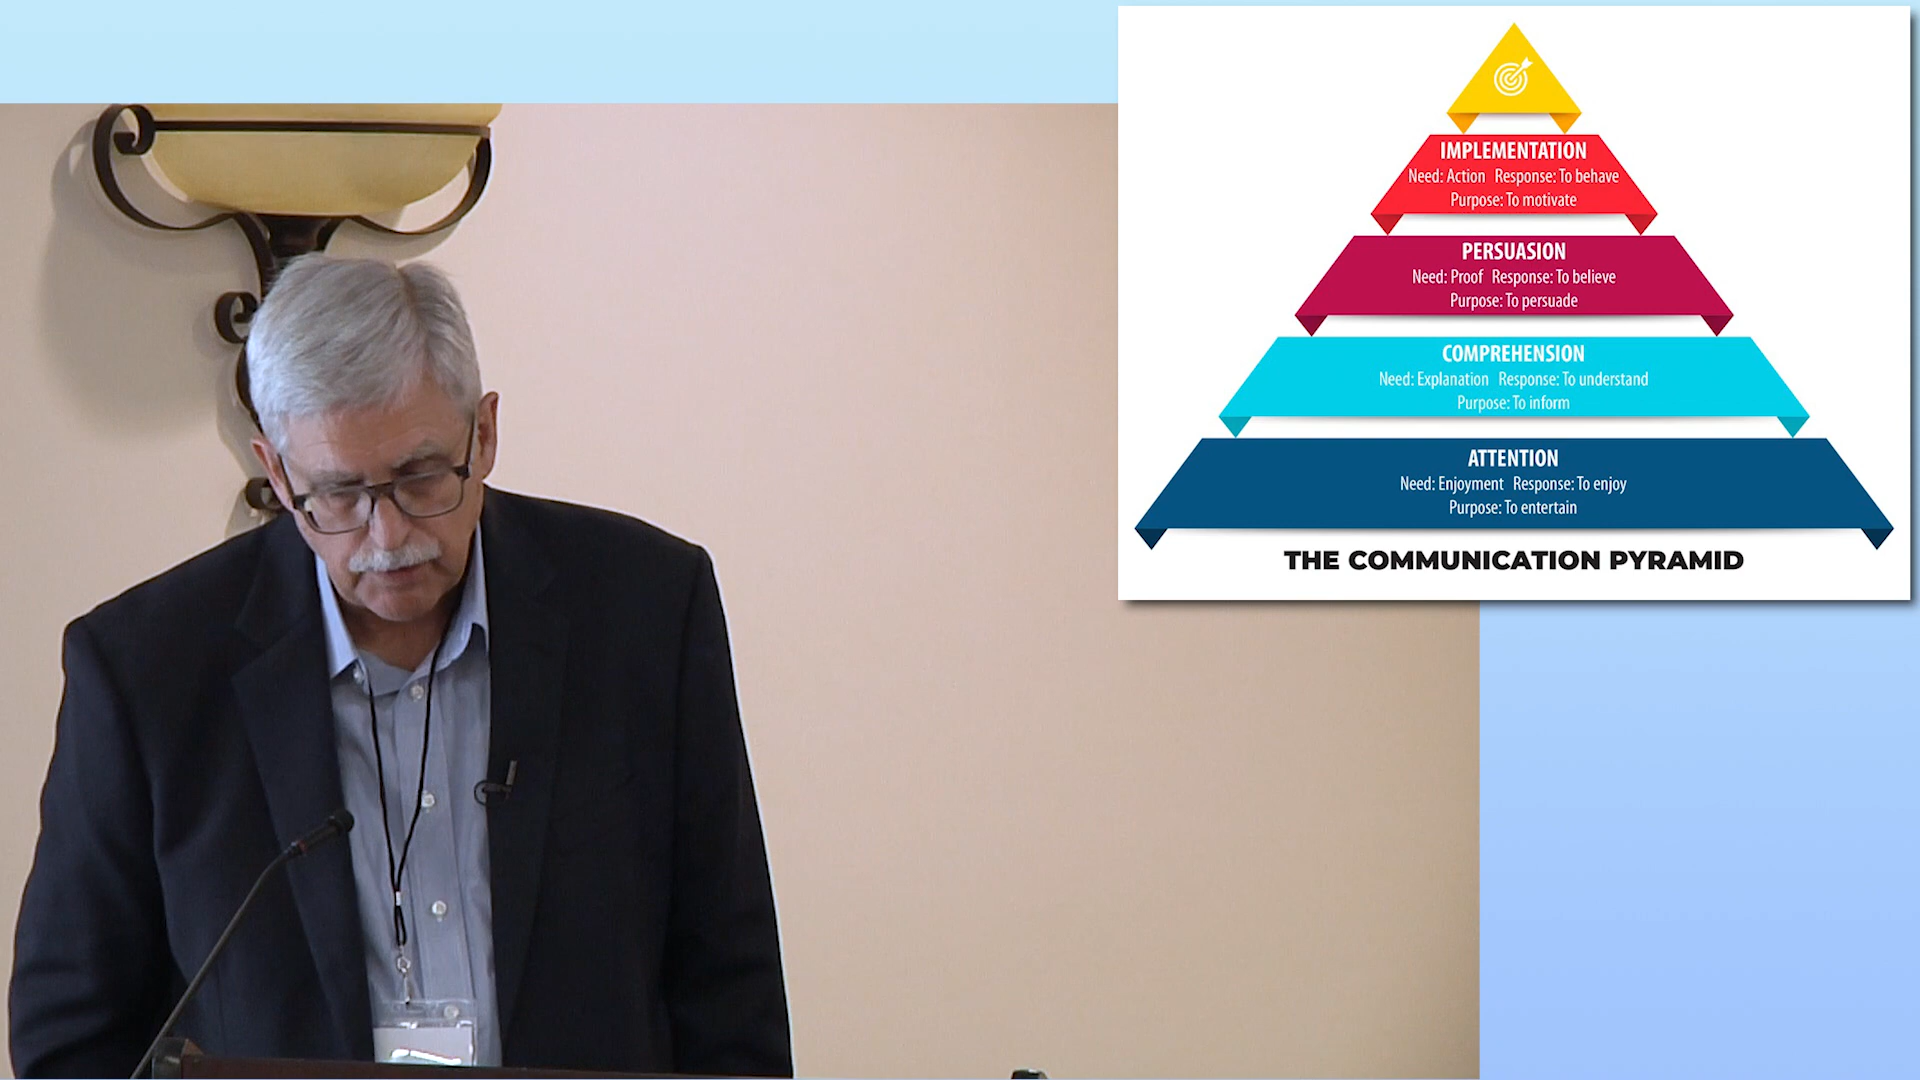 IMPLEMENTATION
Need: Action Response: To behave
Purpose: To motivate
PERSUASION
Need: Proof Response: To believe
Purpose: To persuade
COMPREHENSION
Need: Explanation Response: To understand
Purpose: To inform
ATTENTION
Need: Enjoyment Response: To enjoy
Purpose: To entertain
THE COMMUNICATION PYRAMID